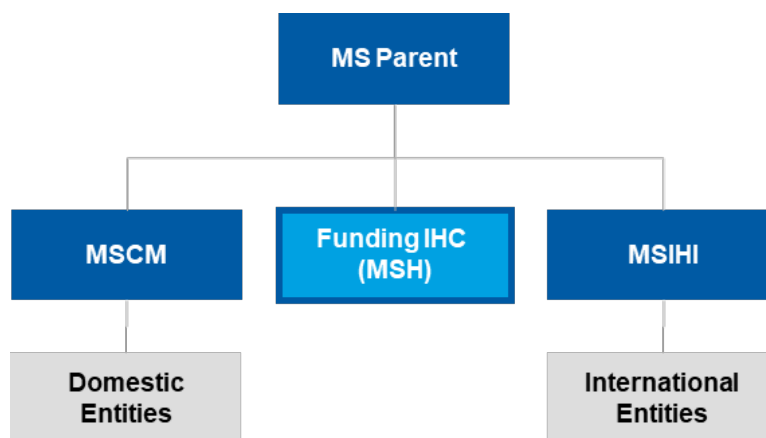 MS Parent
MSCM
Funding IHC
(MSH)
MSIHI
Domestic
Entities
International
Entities